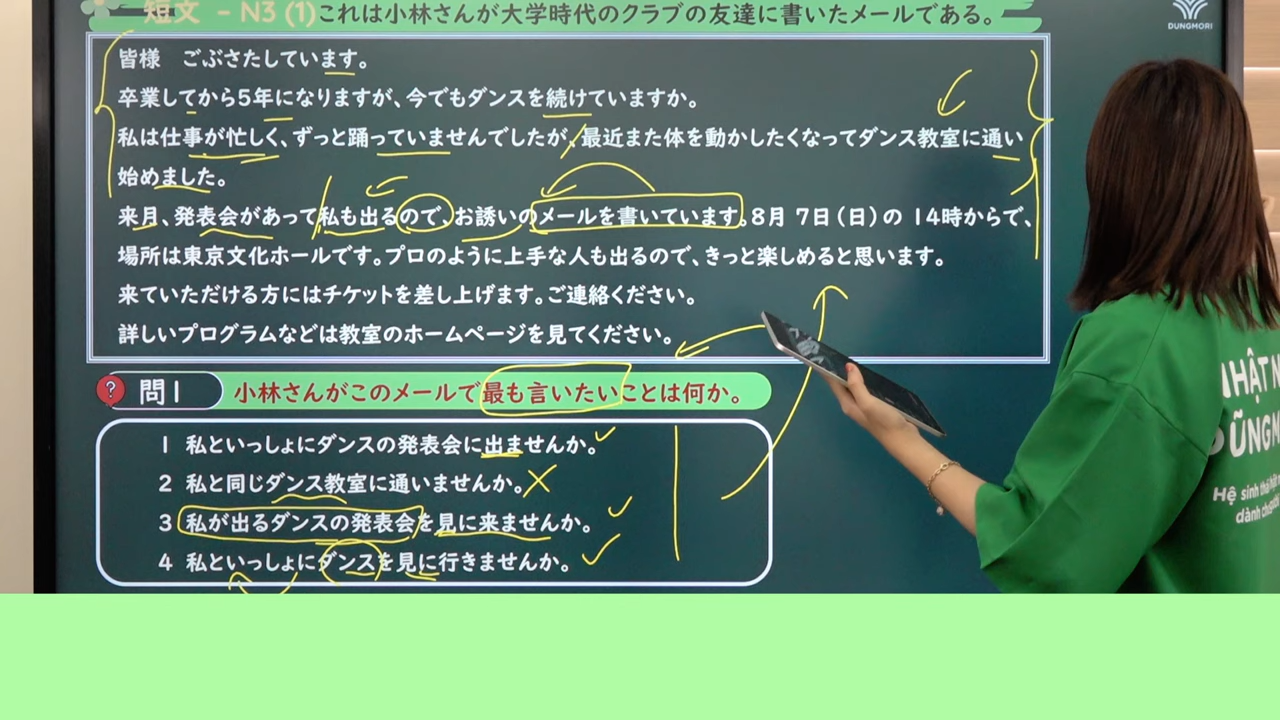 短文 - N3 (1)これは小林さんが大学時代のクラブの友達に書いたメールである。
DUNGMORI
皆様 ごぶさたしています。
卒業してから5年になりますが、今でもダンスを続けていますか。
私は仕事が忙しく、ずっと踊っていませんでしたが、最近また体を動かしたくなってダンス教室に通い
始めました。
来月、発表会があって私も出るので、お誘いのメールを書いています。8月 7日(日)の 14時からで、
場所は東京文化ホールです。プロのように上手な人も出るので、きっと楽しめると思います。
来ていただける方にはチケットを差し上げます。ご連絡ください。
詳しいプログラムなどは教室のホームページを見てください。
? 問1 小林さんがこのメールで最も言いたいことは何か。
1 私といっしょにダンスの発表会に出ませんか。
2 私と同じダンス教室に通いませんか。
3 私が出るダンスの発表会を見に来ませんか。
4 私といっしょにダンスを見に行きませんか。
NHẬT N
DŨNG
Hệ sinh thái
dành ch